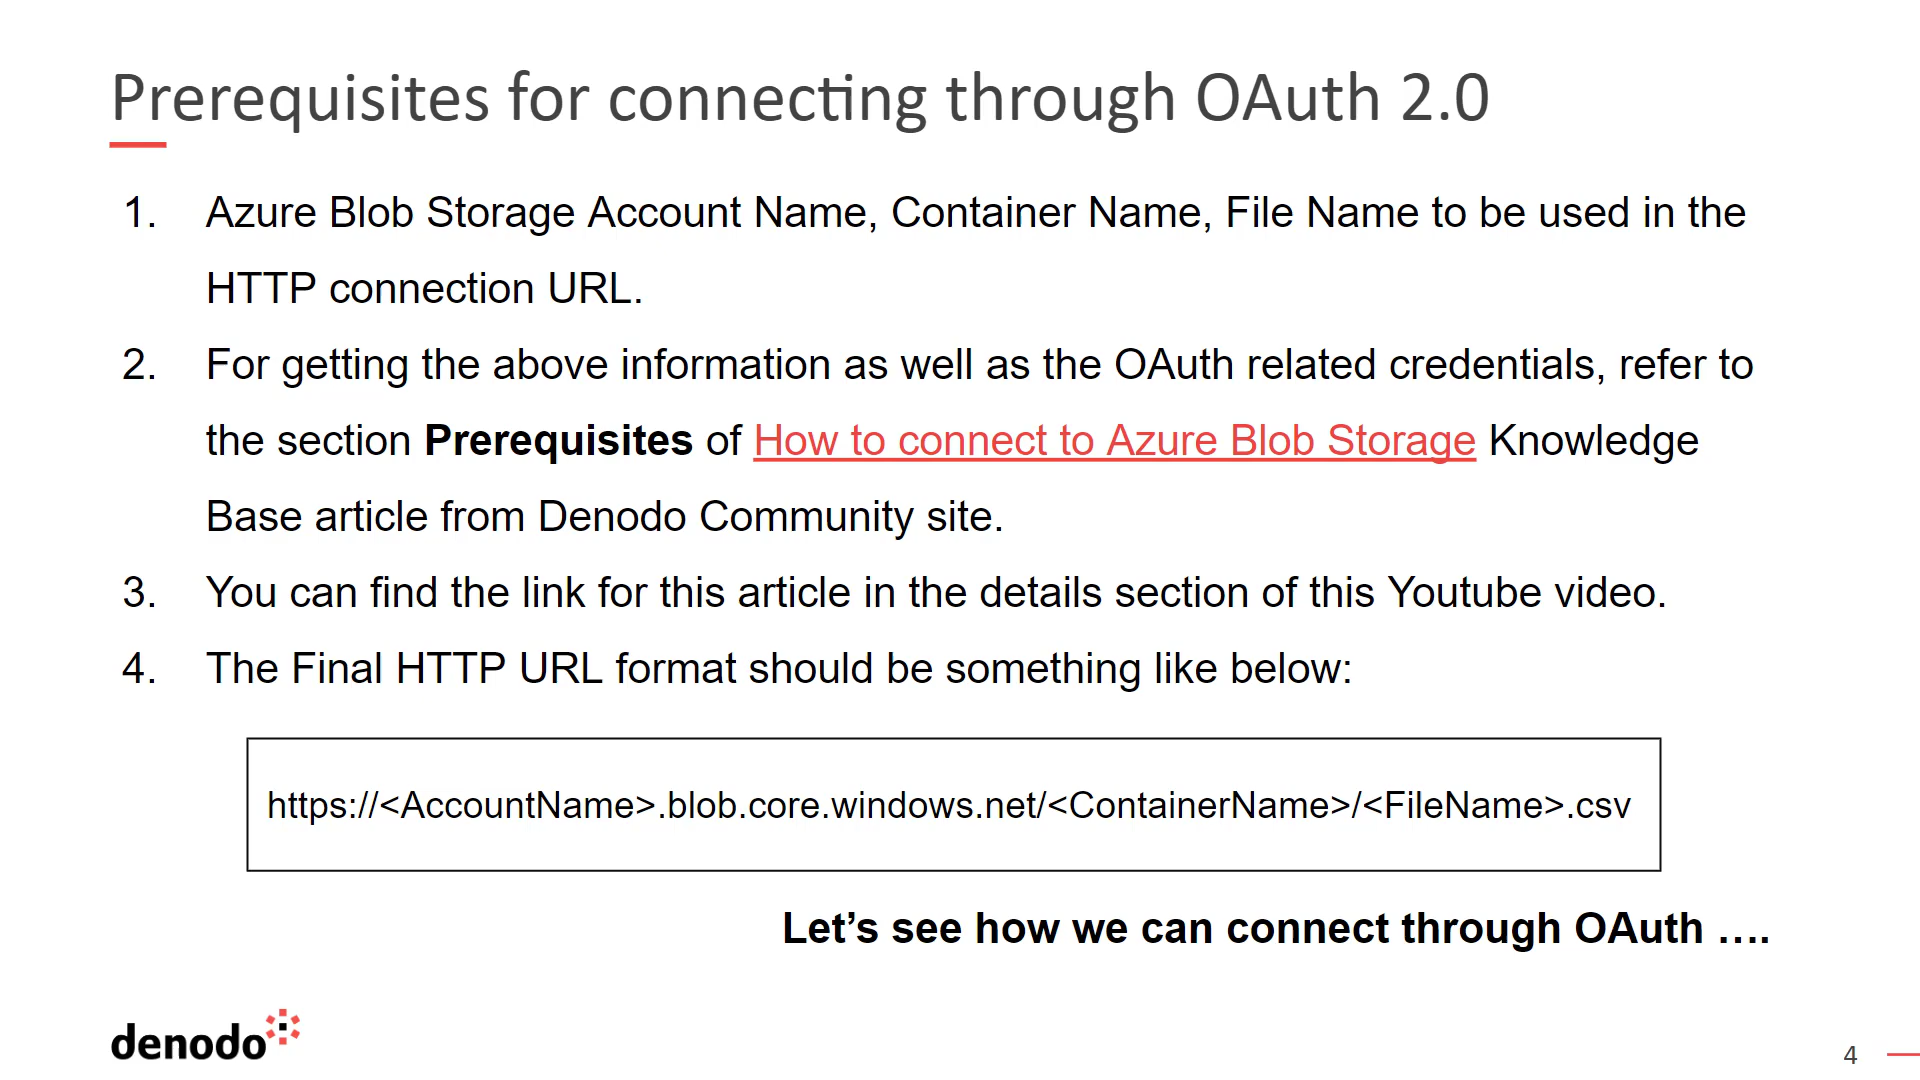 Prerequisites for connecting through OAuth 2.0
1. Azure Blob Storage Account Name, Container Name, File Name to be used in the
HTTP connection URL.
2. For getting the above information as well as the OAuth related credentials, refer to
the section Prerequisites of How to connect to Azure Blob Storage Knowledge
Base article from Denodo Community site.
3. You can find the link for this article in the details section of this Youtube video.
4. The Final HTTP URL format should be something like below:
https://<AccountName>.blob.core.windows.net/<ContainerName>/<FileName>.csv
Let’s see how we can connect through OAuth ….
denodo
4